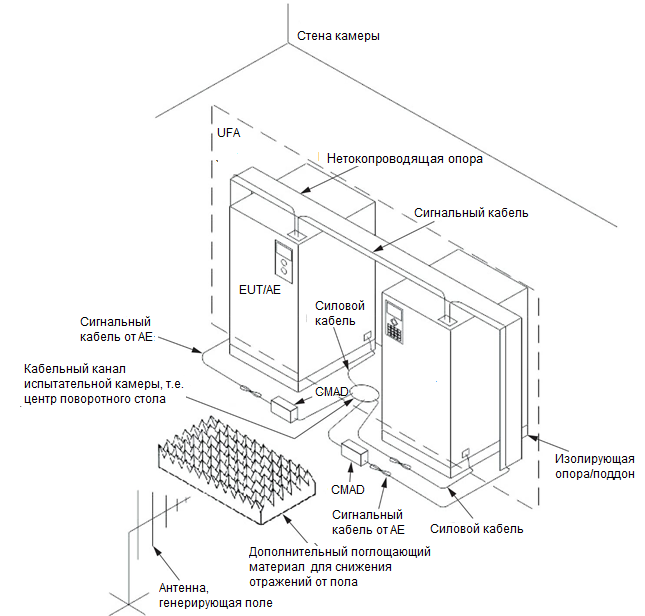 Стена камеры
UFA
Нетокопроводящая опора
Сигнальный кабель
EUT/AE
Силовой
кабель
Сигнальный
кабель от AE
Кабельный канал
испытательной камеры, т.е.
центр поворотного стола
CMAD
Изолирующая
опора/поддон
CMAD
Сигнальный
кабель от AE
Силовой кабель
Дополнительный поглощающий
материал для снижения
отражений от пола
Антенна,
генерирующая поле